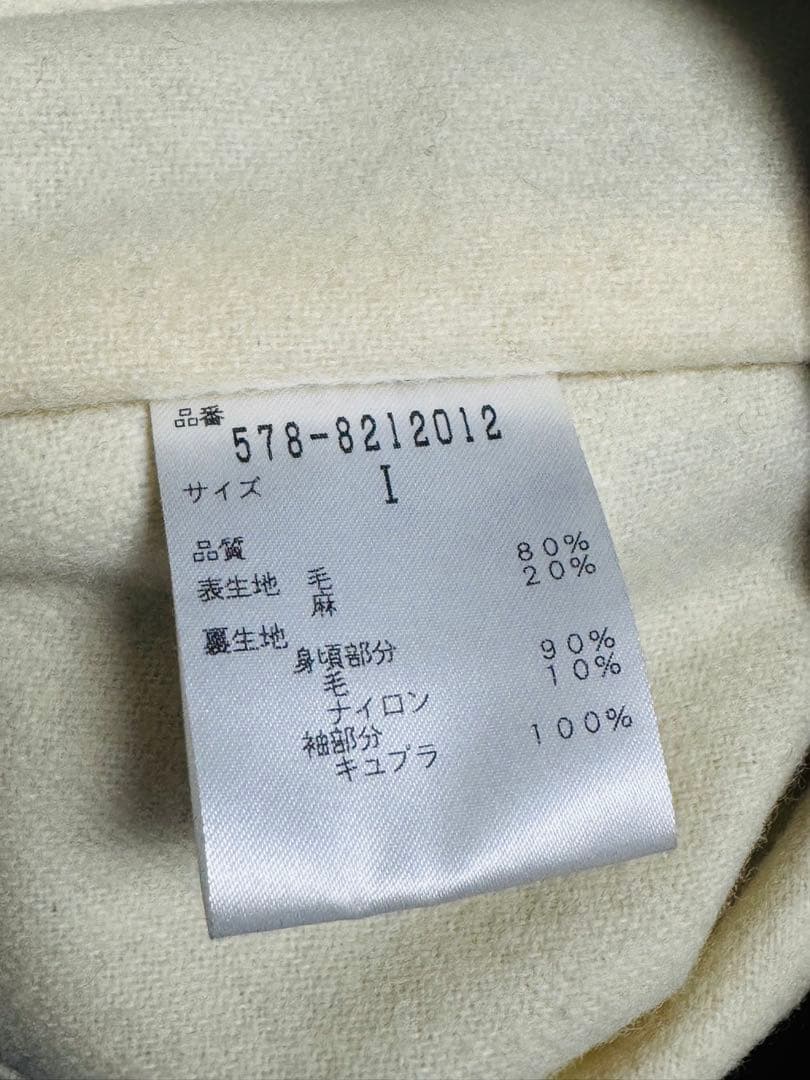 品番
578-8212012
サイズ I
品質
表生地 毛 80%
麻 20%
裏生地
身頃部分
毛 90%
ナイロン 10%
袖部分
キュプラ 100%